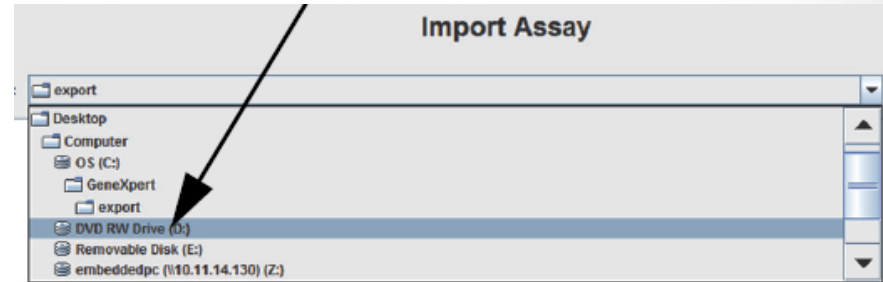 Import Assay
: export
Desktop
Computer
OS (C:)
GeneXpert
export
DVD RW Drive (D:)
Removable Disk (E:)
embeddedpc (\\10.11.14.130) (Z:)